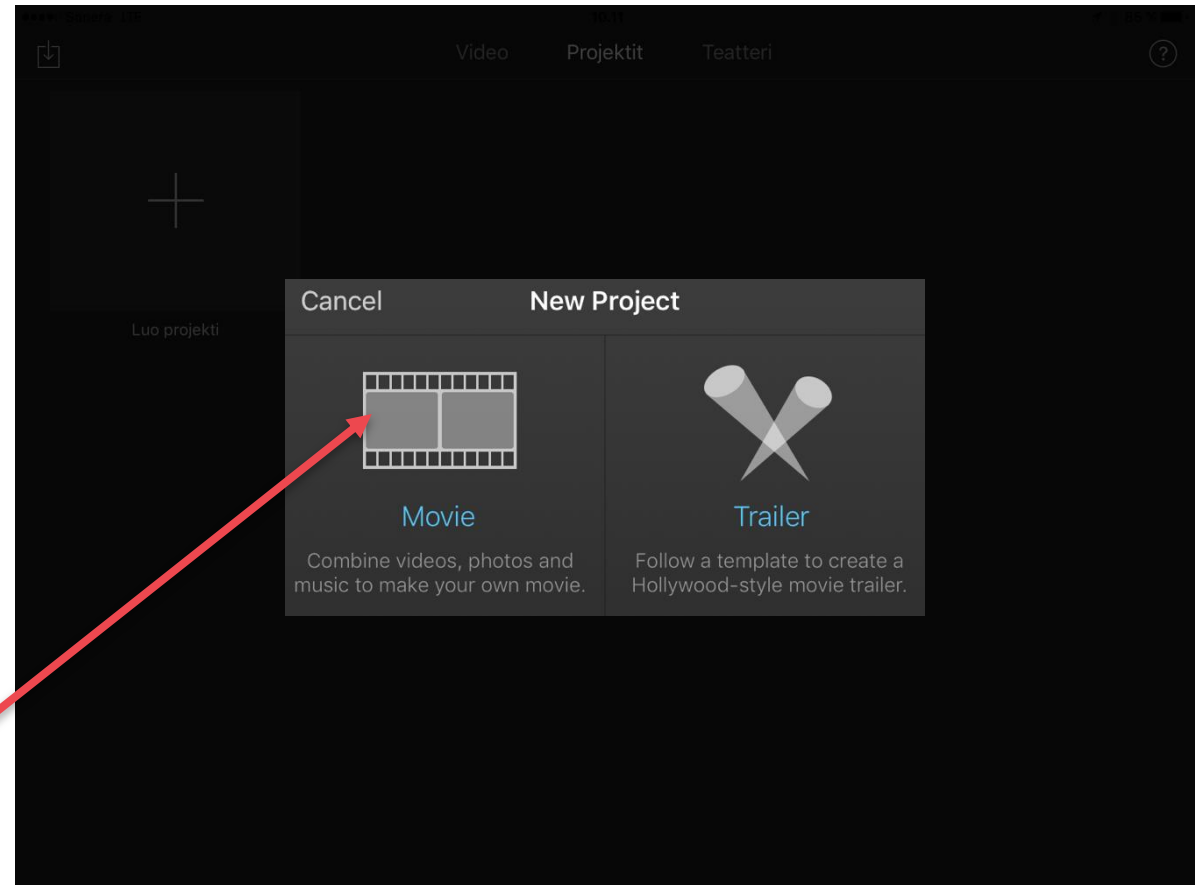 Video Projektit Teatteri
?
Luo projekti
Cancel New Project
Movie
Combine videos, photos and
music to make your own movie.
Trailer
Follow a template to create a
Hollywood-style movie trailer.